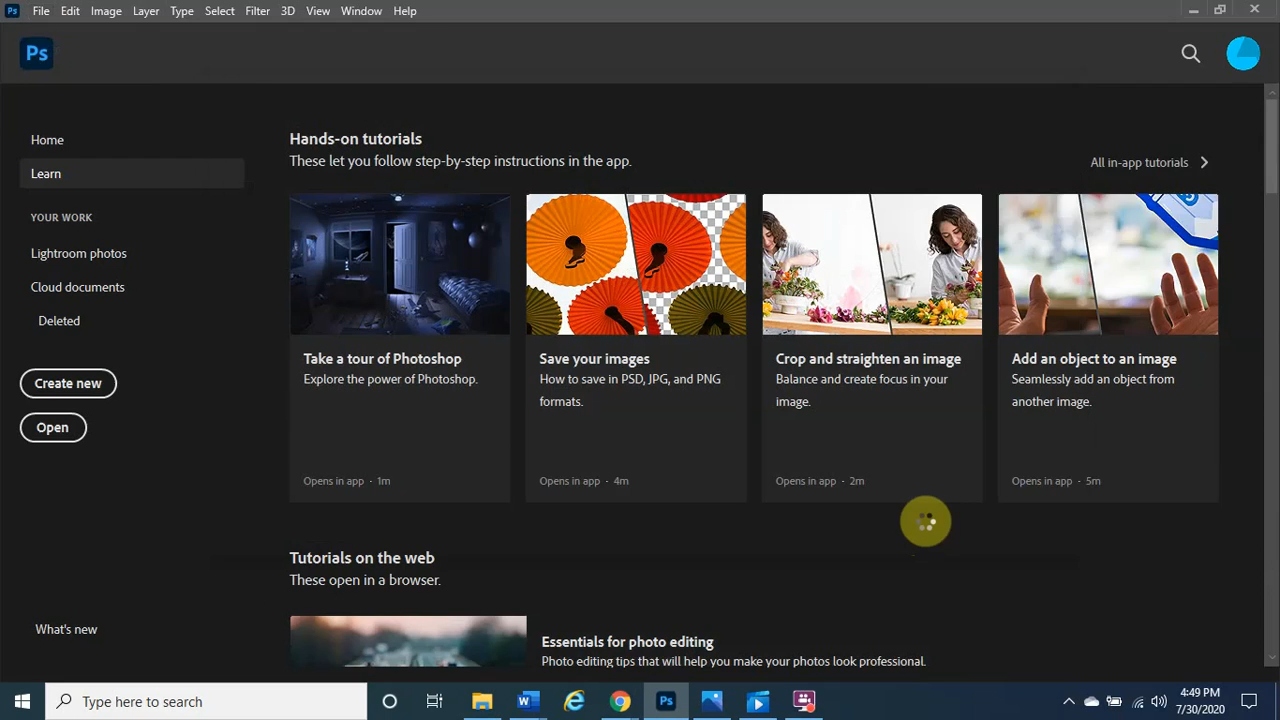 Ps File Edit Image Layer Type Select Filter 3D View Window Help
Ps
Home
Learn
YOUR WORK
Lightroom photos
Cloud documents
Deleted
Create new
Open
What's new
Hands-on tutorials
These let you follow step-by-step instructions in the app.
All in-app tutorials
Take a tour of Photoshop
Explore the power of Photoshop.
Opens in app · 1m
Save your images
How to save in PSD, JPG, and PNG
formats.
Opens in app · 4m
Crop and straighten an image
Balance and create focus in your
image.
Opens in app · 2m
Add an object to an image
Seamlessly add an object from
another image.
Opens in app · 5m
Tutorials on the web
These open in a browser.
Essentials for photo editing
Photo editing tips that will help you make your photos look professional.
Type here to search
W
Ps
4:49 PM
7/30/2020